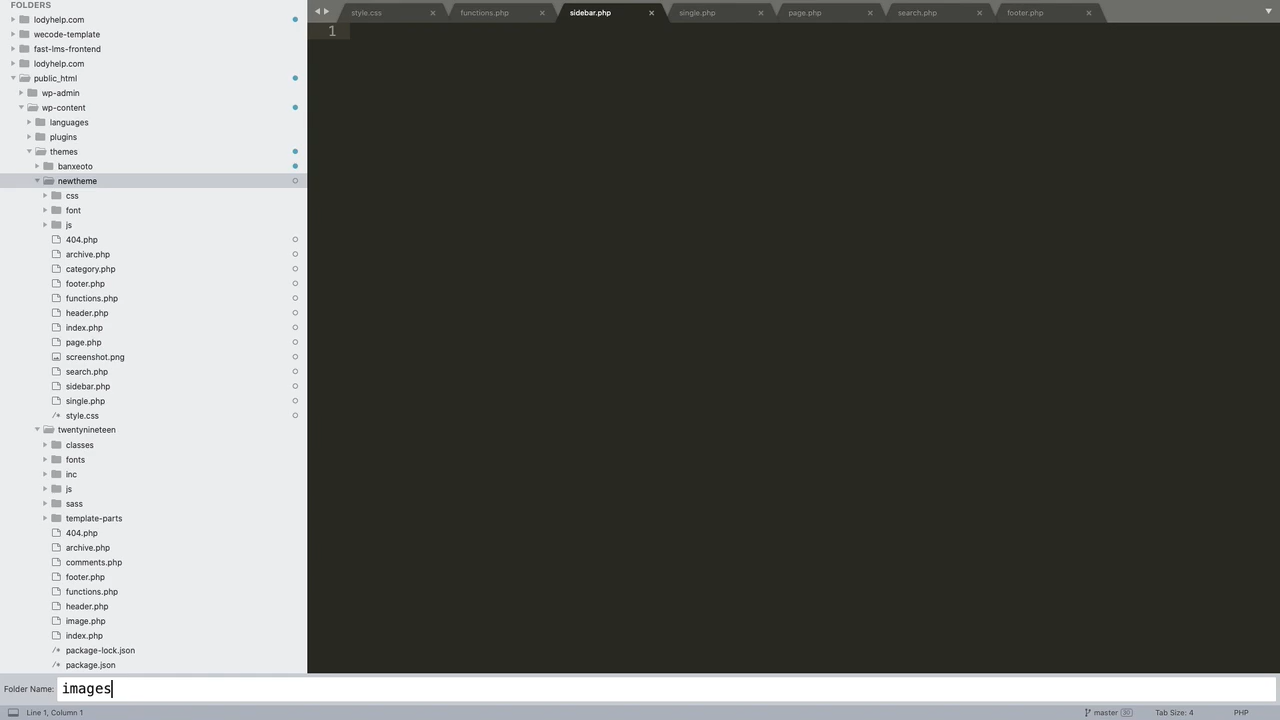 FOLDERS
lodyhelp.com
wecode-template
fast-lms-frontend
lodyhelp.com
public_html
wp-admin
wp-content
languages
plugins
themes
banxeoto
newtheme
css
font
js
404.php
archive.php
category.php
footer.php
functions.php
header.php
index.php
page.php
screenshot.png
search.php
sidebar.php
single.php
/* style.css
twentynineteen
classes
fonts
inc
js
sass
template-parts
404.php
archive.php
comments.php
footer.php
functions.php
header.php
image.php
index.php
/* package-lock.json
/* package.json
style.css functions.php sidebar.php single.php page.php search.php footer.php
1
Folder Name: images
Line 1, Column 1 master 30 Tab Size: 4 PHP